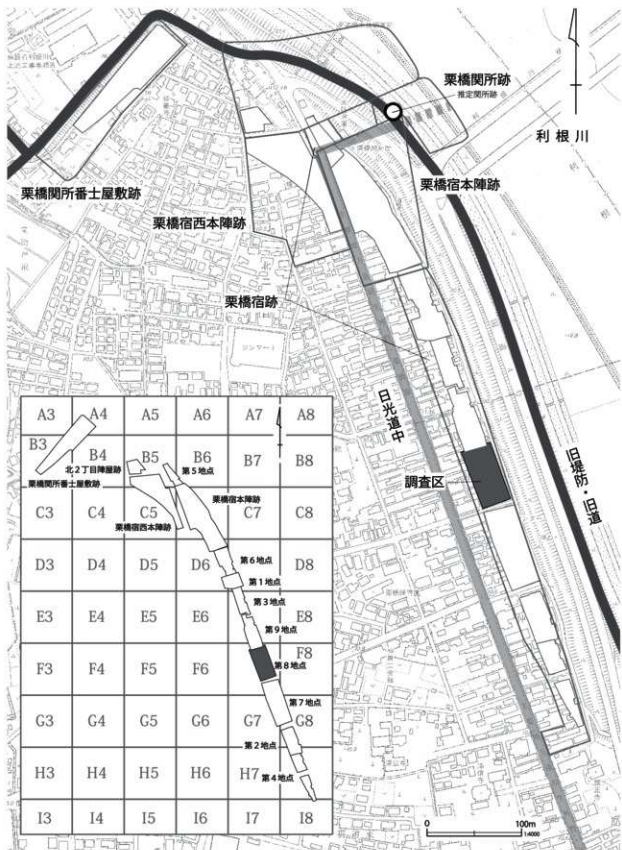 栗橋関所跡
推定関所跡
利根川
栗橋関所番士屋敷跡
栗橋宿西本陣跡
栗橋宿本陣跡
栗橋宿跡
日光道中
調査区
旧堤防・旧道
A3 A4 A5 A6 A7 A8
B3 B4 B5 B6 B7 B8
C3 C4 C5 C7 C8
D3 D4 D5 D6 D8
E3 E4 E5 E6 E8
F3 F4 F5 F6 F8
G3 G4 G5 G6 G7 G8
H3 H4 H5 H6 H7
I3 I4 I5 I6 I7 I8
北2丁目陣屋跡
栗橋関所番士屋敷跡
第5地点
栗橋宿本陣跡
栗橋宿西本陣跡
第6地点
第1地点
第3地点
第9地点
第8地点
第7地点
第2地点
第4地点
0 100m
1:4000